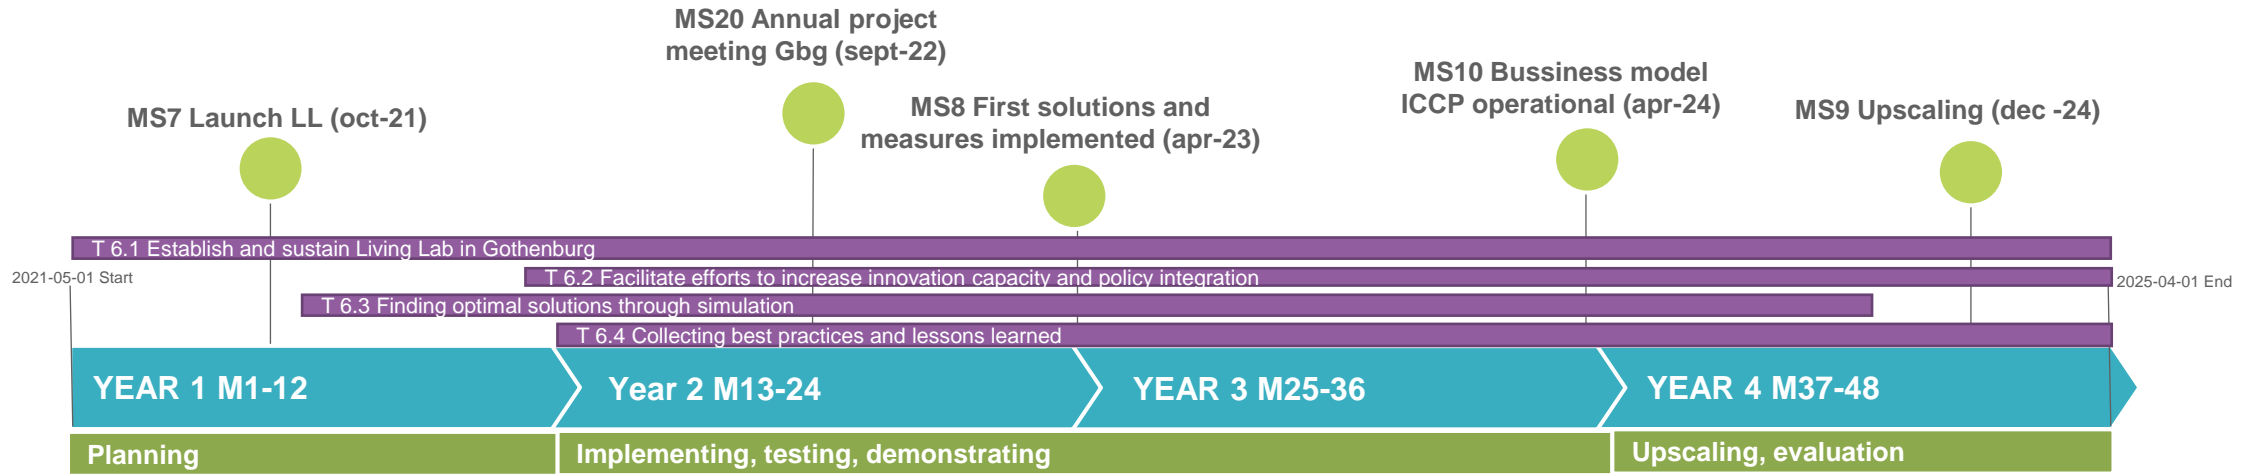 MS20 Annual project
meeting Gbg (sept-22)
MS10 Bussiness model
ICCP operational (apr-24)
MS7 Launch LL (oct-21)
MS8 First solutions and
measures implemented (apr-23)
MS9 Upscaling (dec -24)
T 6.1 Establish and sustain Living Lab in Gothenburg
2021-05-01 Start
T 6.2 Facilitate efforts to increase innovation capacity and policy integration
2025-04-01 End
T 6.3 Finding optimal solutions through simulation
T 6.4 Collecting best practices and lessons learned
YEAR 1 M1-12
Year 2 M13-24
YEAR 3 M25-36
YEAR 4 M37-48
Planning
Implementing, testing, demonstrating
Upscaling, evaluation